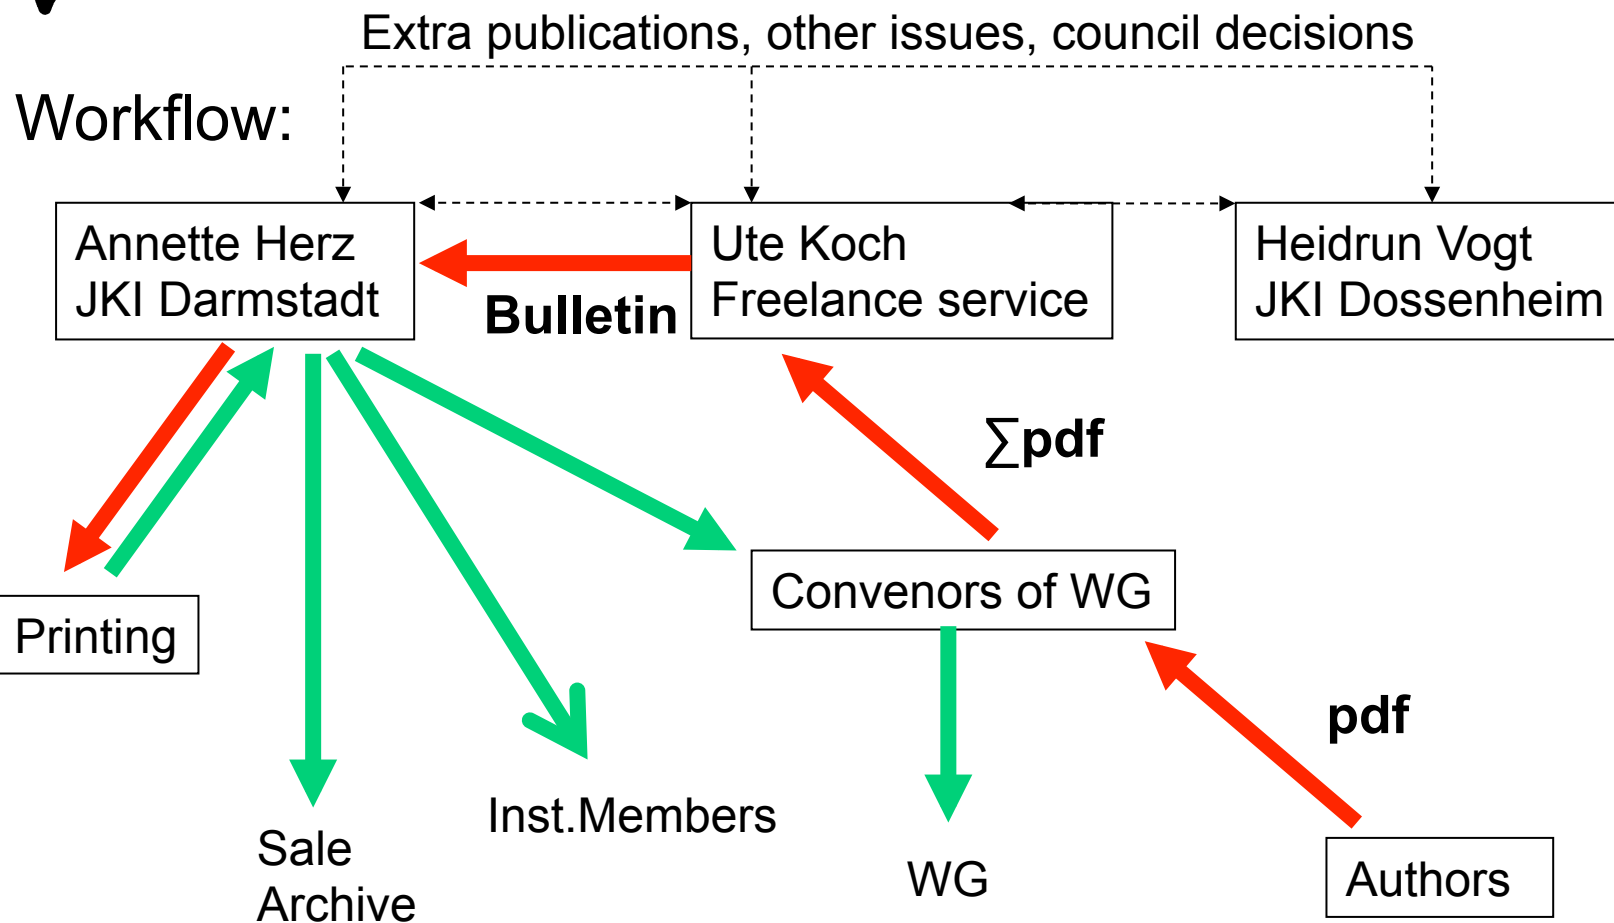 Extra publications, other issues, council decisions
Workflow:
Annette Herz
JKI Darmstadt
Ute Koch
Freelance service
Heidrun Vogt
JKI Dossenheim
Bulletin
∑pdf
Convenors of WG
Printing
pdf
Inst.Members
Sale
Archive
WG
Authors